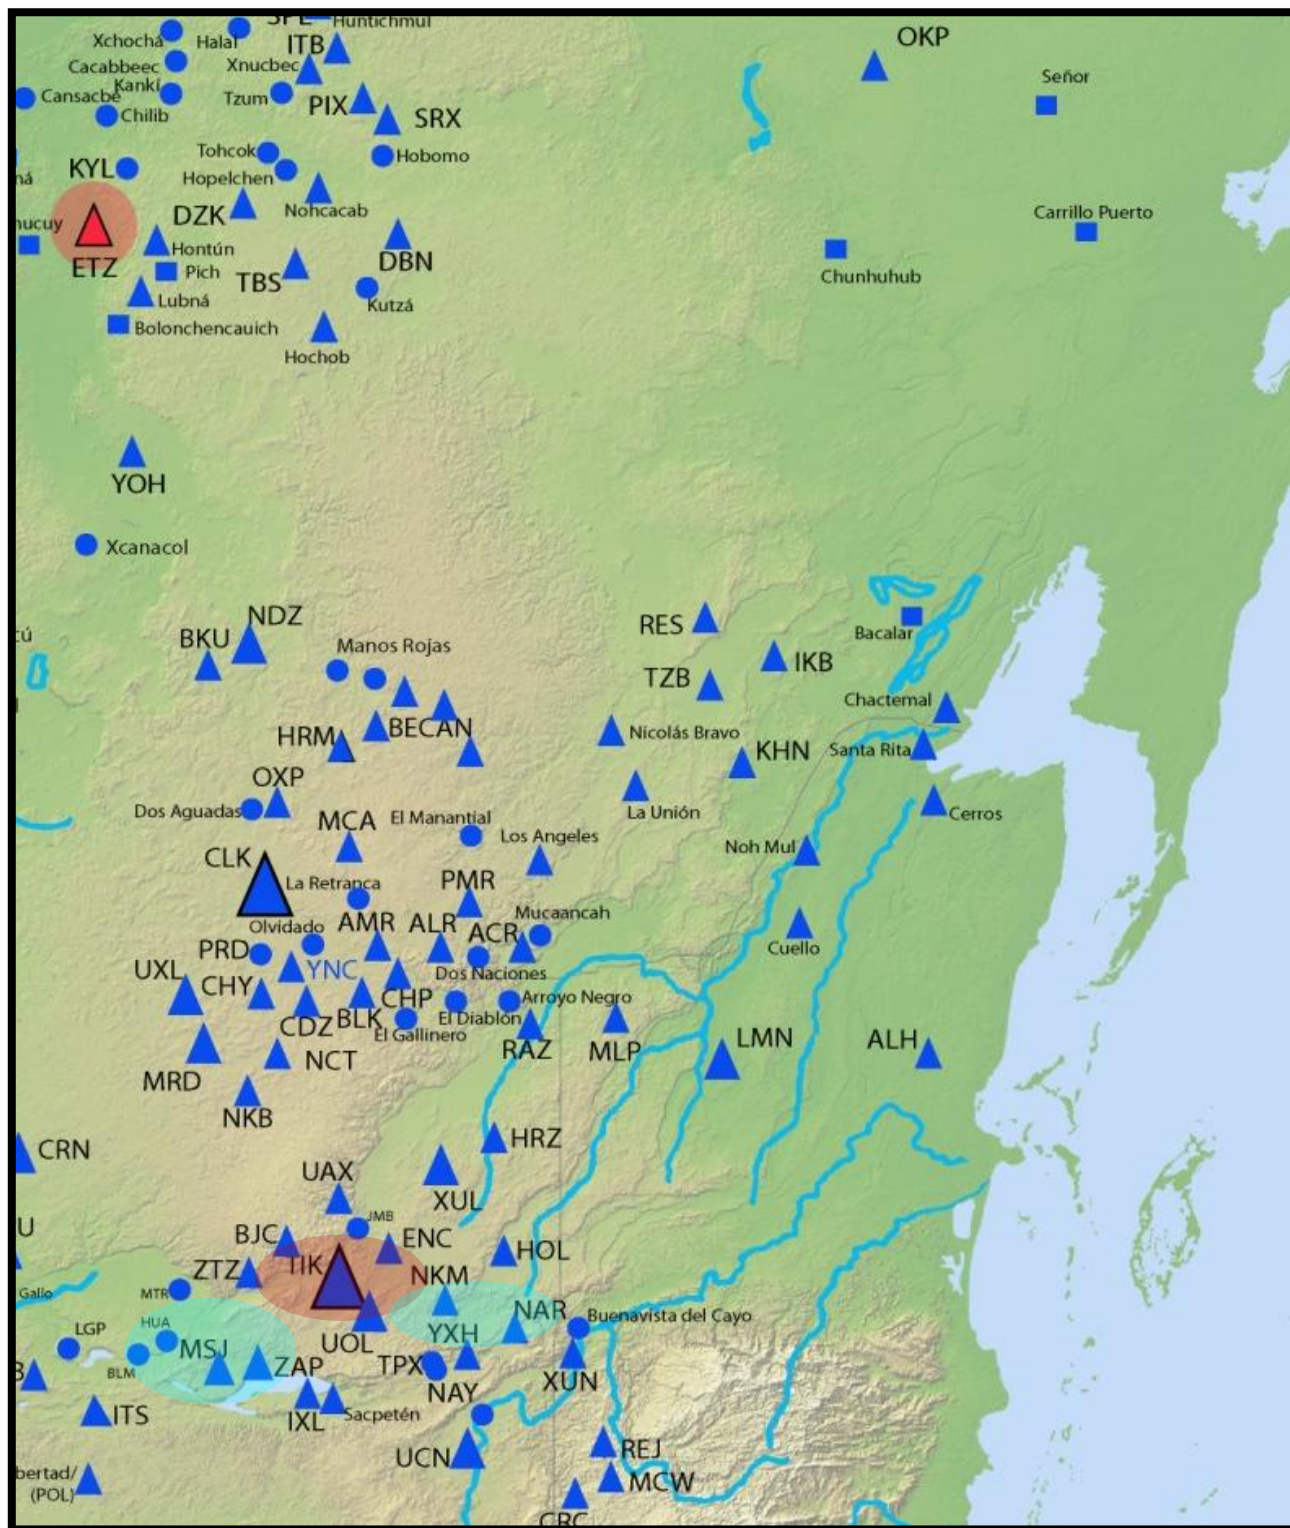 Huntichmul
Xchochá
Halal
ITB
OKP
Cacabbeec
Xnucbec
Señor
Kankí
Cansacbé
Tzum
PIX
Chilib
SRX
Tohcok
Hobomo
KYL
Hopelchen
Nohcacab
DZK
Carrillo Puerto
Hontún
ETZ
Pich
TBS
DBN
Chunhuhub
Lubná
Kutzá
Bolonchencauich
Hochob
YOH
Xcanacol
NDZ
BKU
Manos Rojas
RES
Bacalar
IKB
TZB
Chactemal
BECAN
HRM
Nicolás Bravo
KHN
Santa Rita
OXP
Dos Aguadas
MCA
El Manantial
La Unión
Cerros
Los Angeles
Noh Mul
CLK
La Retranca
PMR
Mucaancah
Olvidado
AMR
ALR
ACR
Cuello
PRD
UXL
YNC
Dos Naciones
CHY
CHP
Arroyo Negro
CDZ
BLK
El Diablón
El Gallinero
RAZ
MLP
LMN
ALH
MRD
NCT
NKB
CRN
HRZ
UAX
XUL
JMB
U
BJC
ENC
HOL
ZTZ
TIK
NKM
Gallo
MTR
NAR
Buenavista del Cayo
HUA
LGP
MSJ
UOL
YXH
BLM
ZAP
TPX
NAY
XUN
ITS
IXL
Sacpetén
UCN
REJ
bertad/
(POL)
MCW
CRC